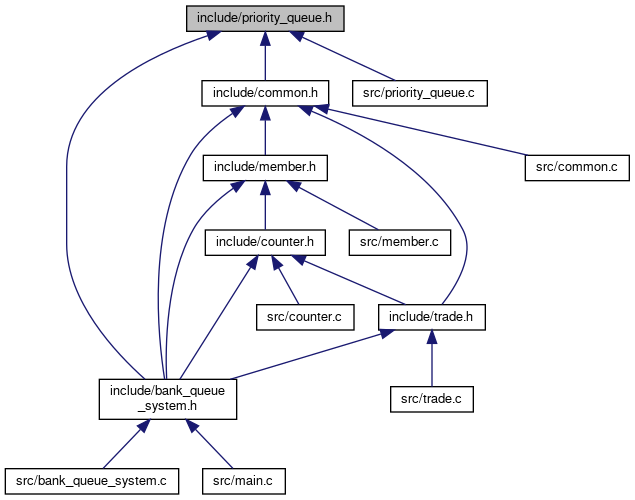 include/priority_queue.h
include/common.h
src/priority_queue.c
include/member.h
src/common.c
include/counter.h
src/member.c
src/counter.c
include/trade.h
include/bank_queue
_system.h
src/trade.c
src/bank_queue_system.c
src/main.c